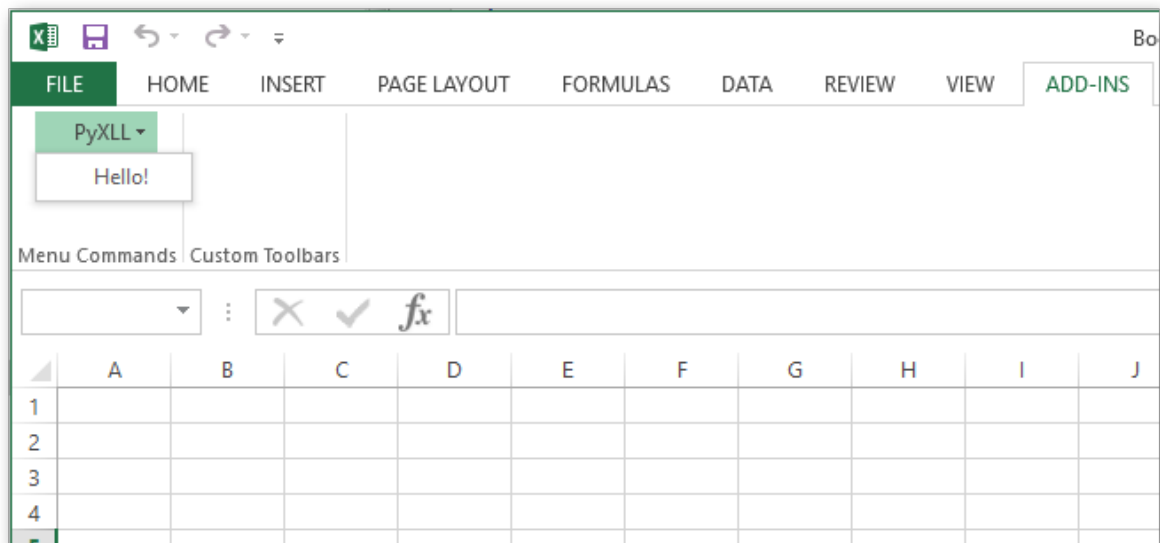 Bo
FILE HOME INSERT PAGE LAYOUT FORMULAS DATA REVIEW VIEW ADD-INS
PyXLL
Hello!
Menu Commands Custom Toolbars
fx
A B C D E F G H I J
1
2
3
4
5